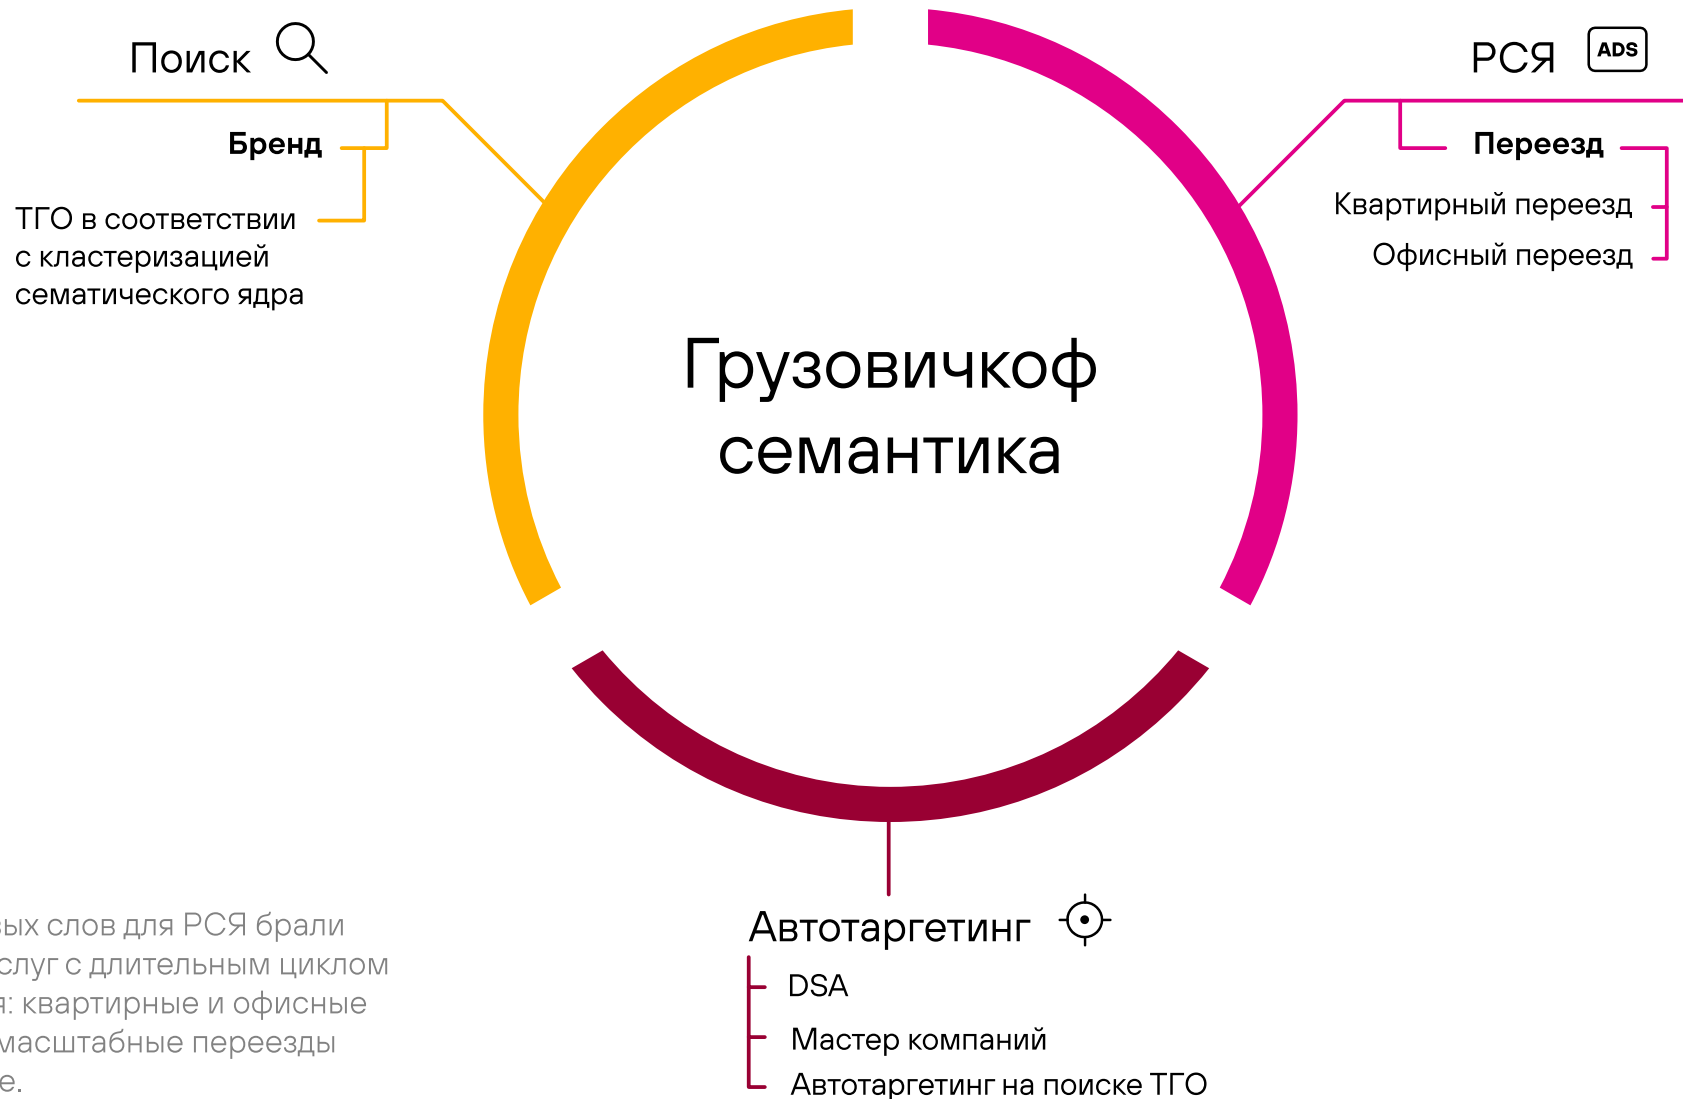 Поиск
Бренд
ТГО в соответствии
с кластеризацией
сематического ядра
РСЯ ADS
Переезд
Квартирный переезд
Офисный переезд
Грузовичкоф
семантика
слов для РСЯ брали
с длительным циклом
квартирные и офисные
масштабные переезды
Автотаргетинг
DSA
Мастер компаний
Автотаргетинг на поиске ТГО